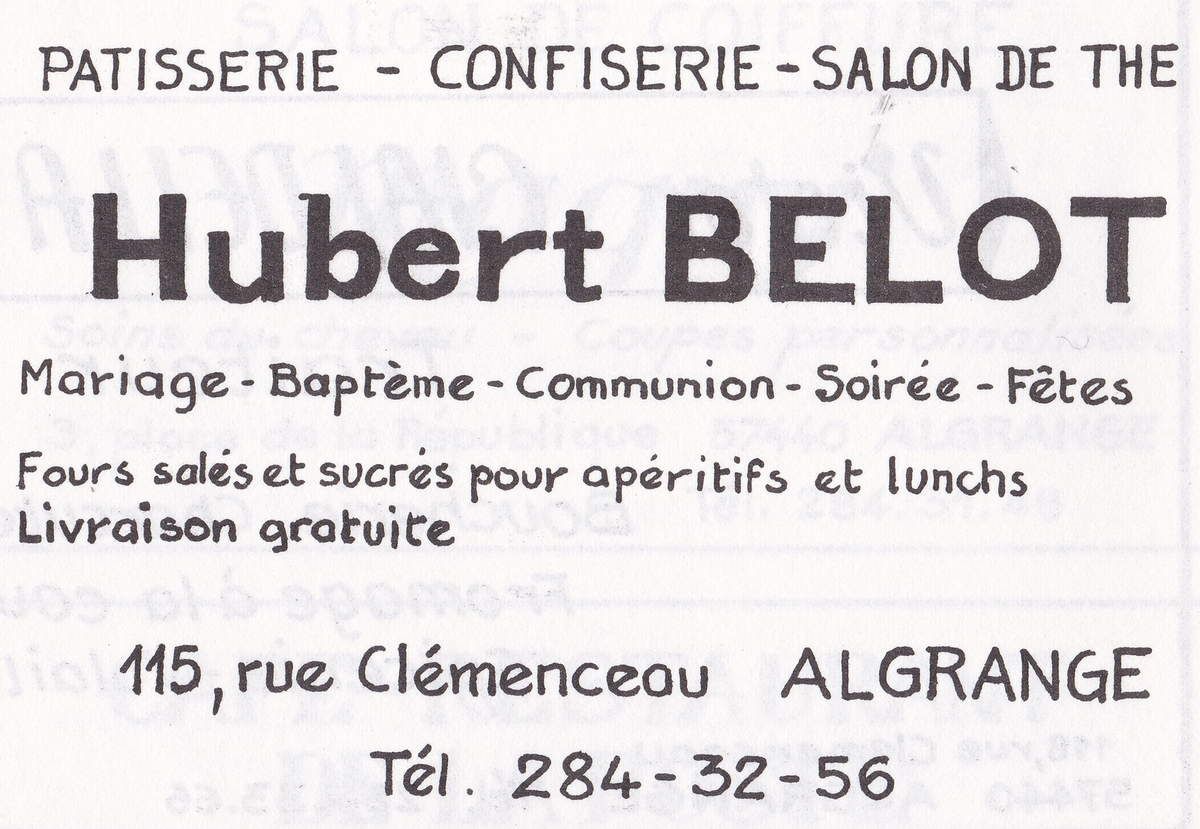 PATISSERIE - CONFISERIE - SALON DE THE
Hubert BELOT
Mariage - Baptème - Communion - Soirée - Fêtes
Fours salés et sucrés pour apéritifs et lunchs
Livraison gratuite
115, rue Clémenceau ALGRANGE
Tél. 284-32-56